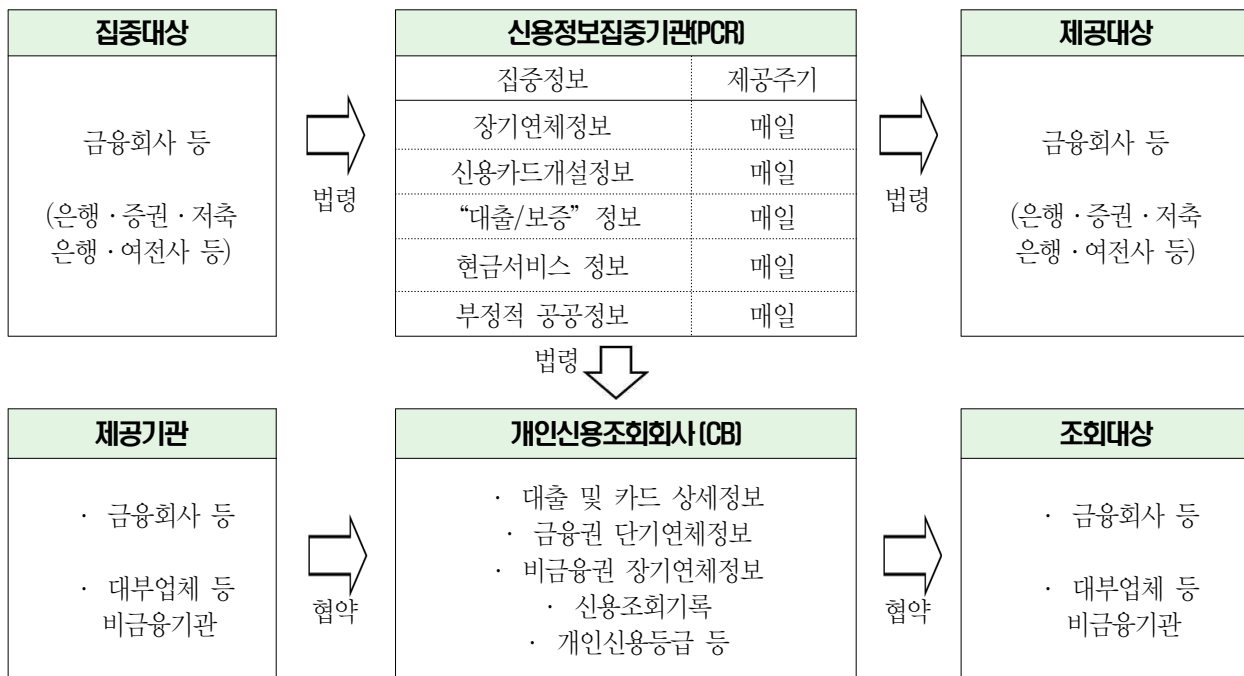 집중대상
금융회사 등
(은행·증권·저축
은행·여전사 등)
법령
신용정보집중기관(PCR)
집중정보 제공주기
장기연체정보 매일
신용카드개설정보 매일
“대출/보증” 정보 매일
현금서비스 정보 매일
부정적 공공정보 매일
법령
제공대상
금융회사 등
(은행·증권·저축
은행·여전사 등)
법령
제공기관
· 금융회사 등
· 대부업체 등
비금융기관
협약
개인신용조회회사 (CB)
· 대출 및 카드 상세정보
· 금융권 단기연체정보
· 비금융권 장기연체정보
· 신용조회기록
· 개인신용등급 등
협약
조회대상
· 금융회사 등
· 대부업체 등
비금융기관